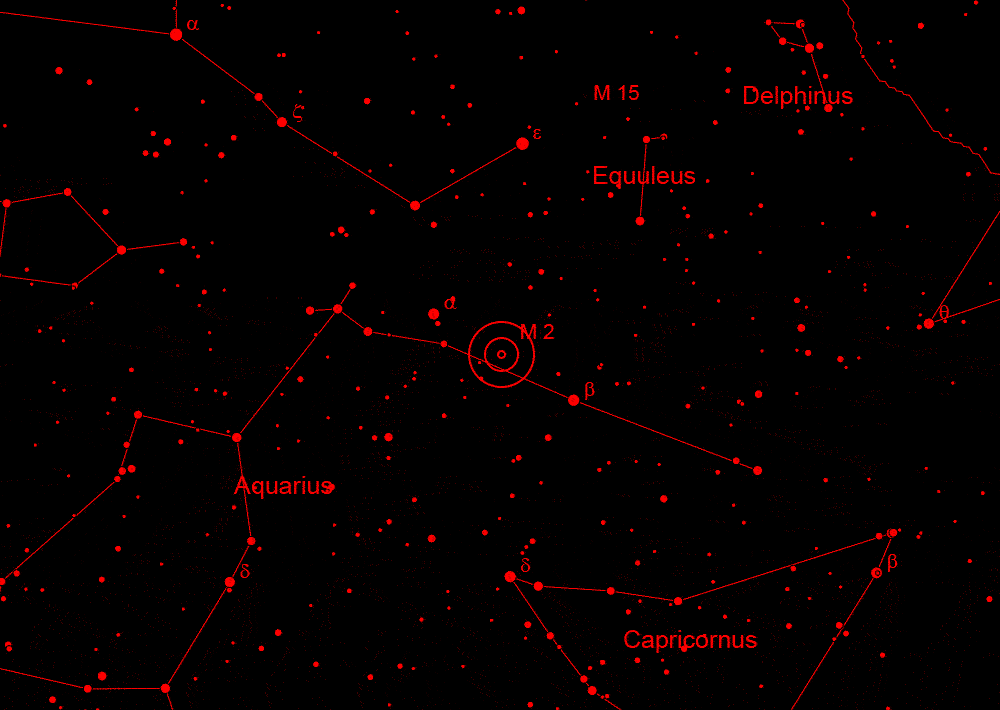 α
ζ
ε
M 15
Delphinus
Equuleus
α
M 2
θ
β
Aquarius
δ
δ
β
Capricornus